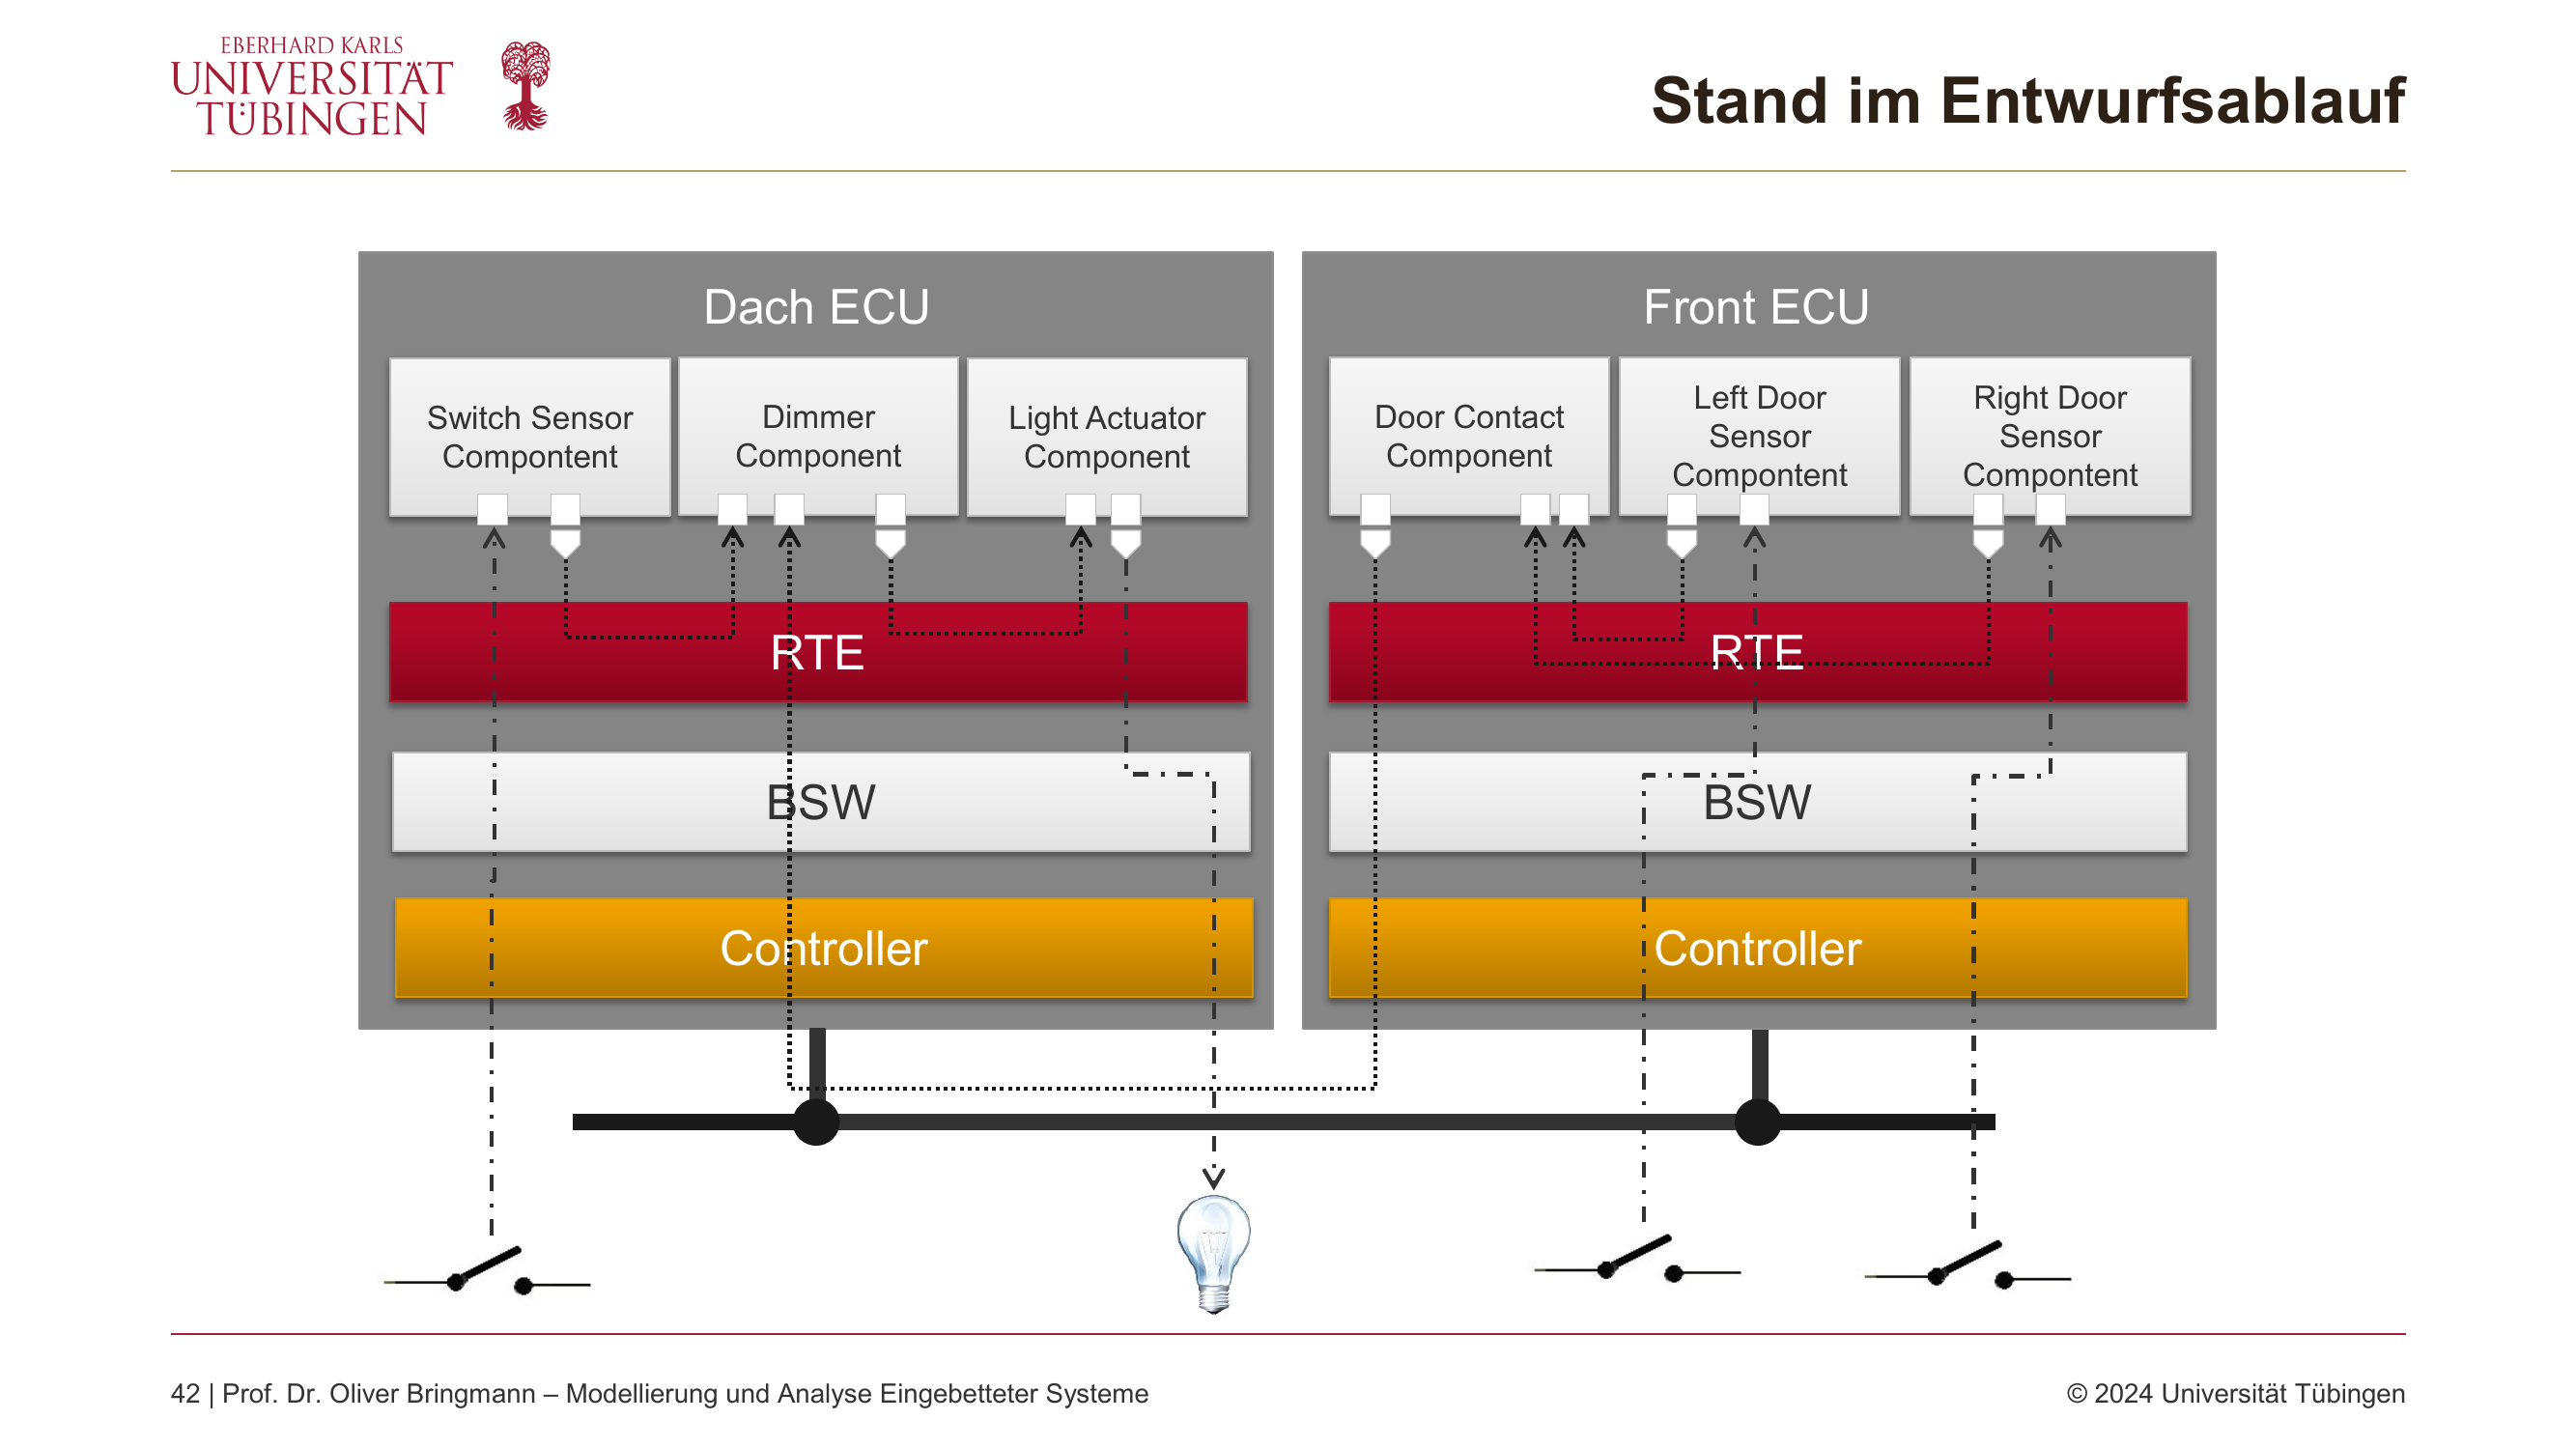 EBERHARD KARLS
UNIVERSITÄT
TÜBINGEN
Stand im Entwurfsablauf
Dach ECU
Switch Sensor
Compontent
Dimmer
Component
Light Actuator
Component
RTE
BSW
Controller
Front ECU
Door Contact
Component
Left Door
Sensor
Compontent
Right Door
Sensor
Compontent
RTE
BSW
Controller
42 | Prof. Dr. Oliver Bringmann – Modellierung und Analyse Eingebetteter Systeme
© 2024 Universität Tübingen